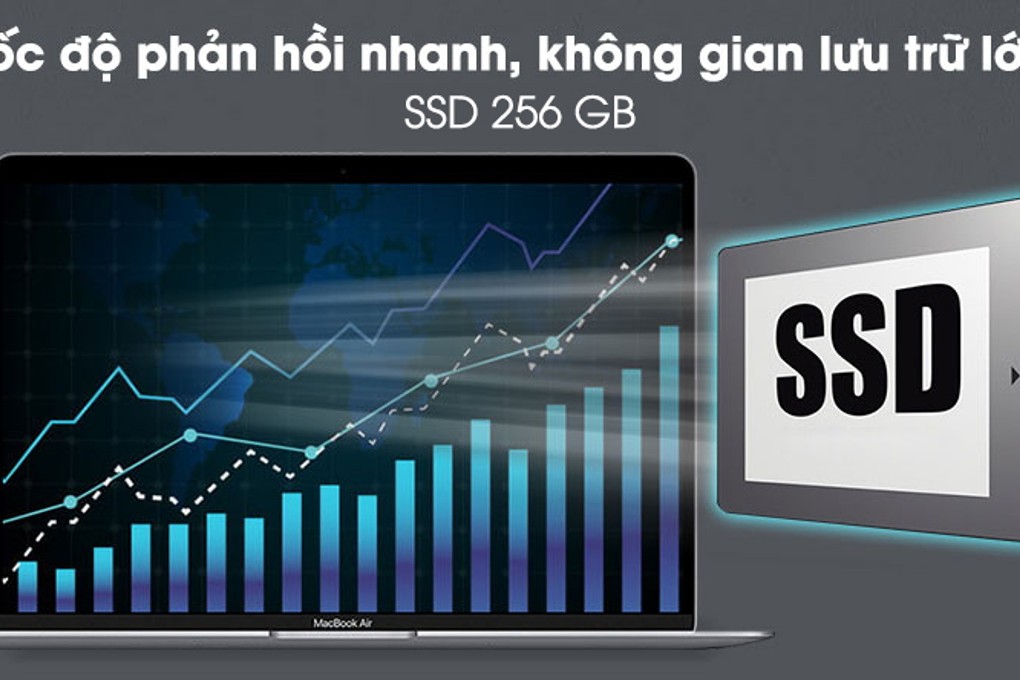 ốc độ phản hồi nhanh, không gian lưu trữ lớ
SSD 256 GB
SSD
MacBook Air